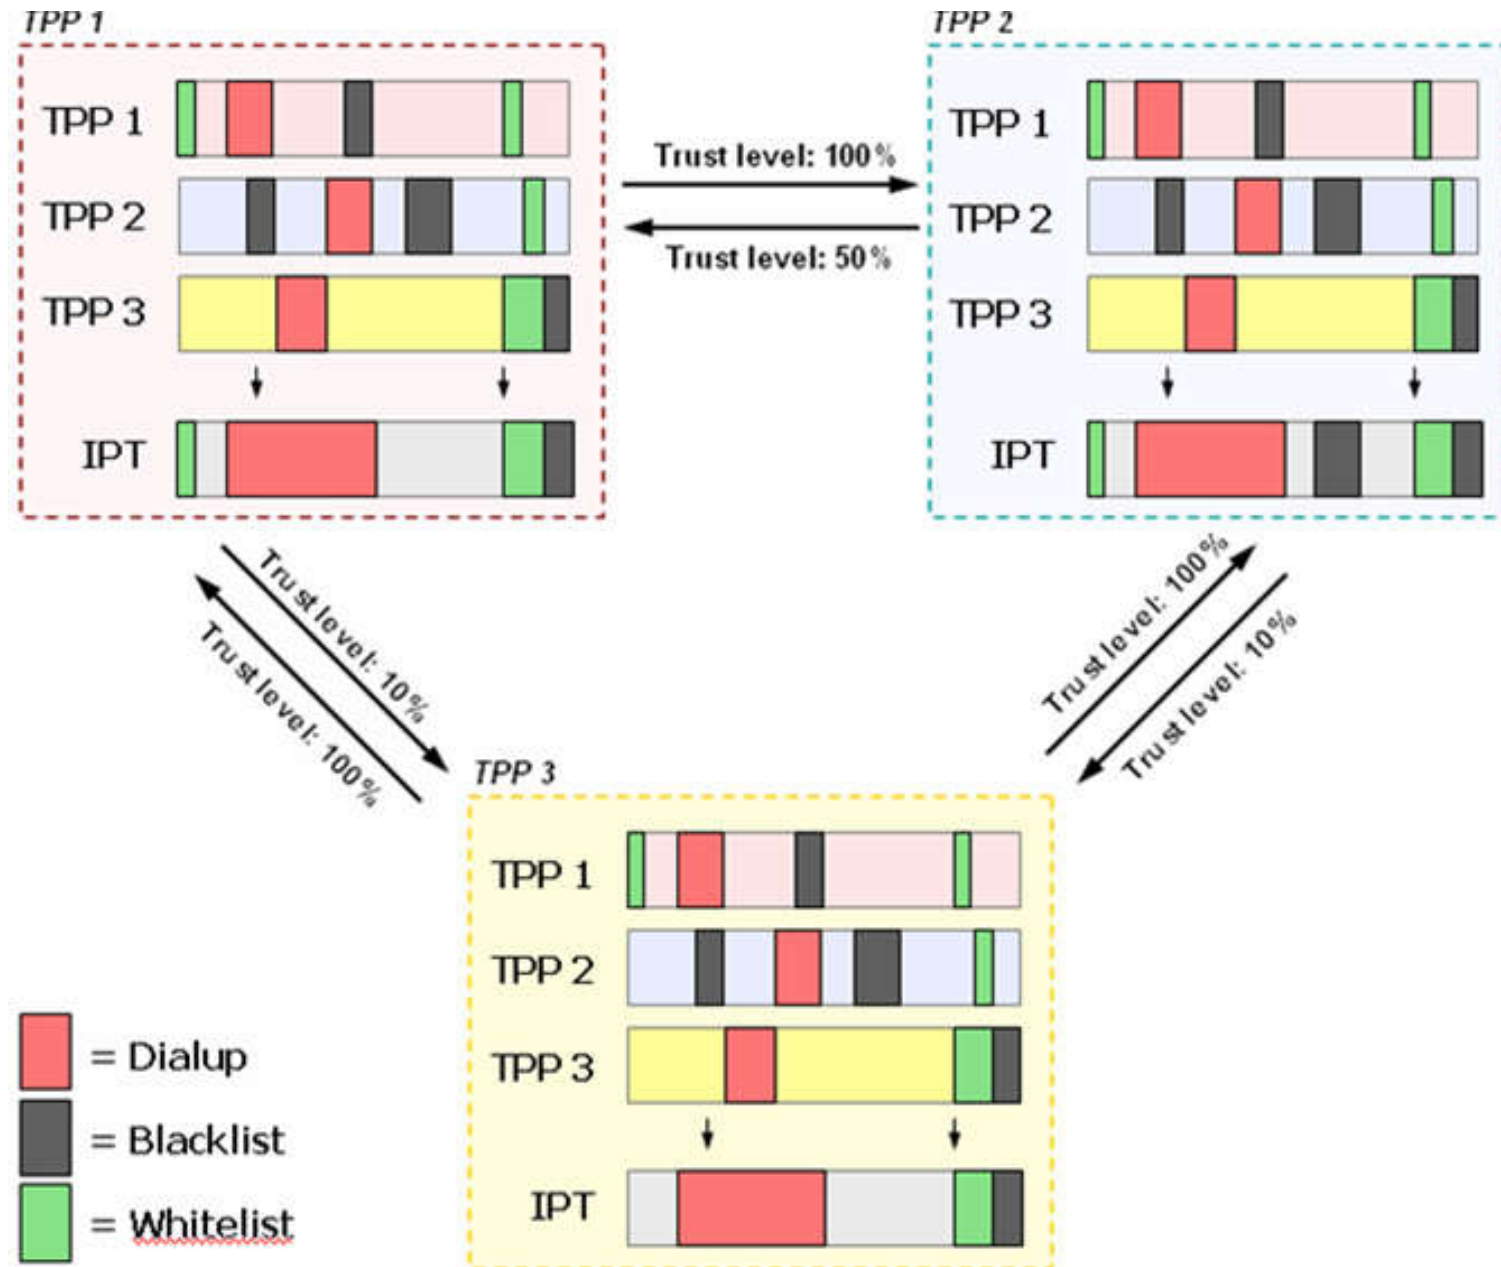 TPP 1
TPP 1
TPP 2
TPP 3
IPT
Trust level: 100%
Trust level: 50%
TPP 2
TPP 1
TPP 2
TPP 3
IPT
Trust level: 10%
Trust level: 100%
Trust level: 100%
Trust level: 10%
TPP 3
TPP 1
TPP 2
TPP 3
IPT
= Dialup
= Blacklist
= Whitelist